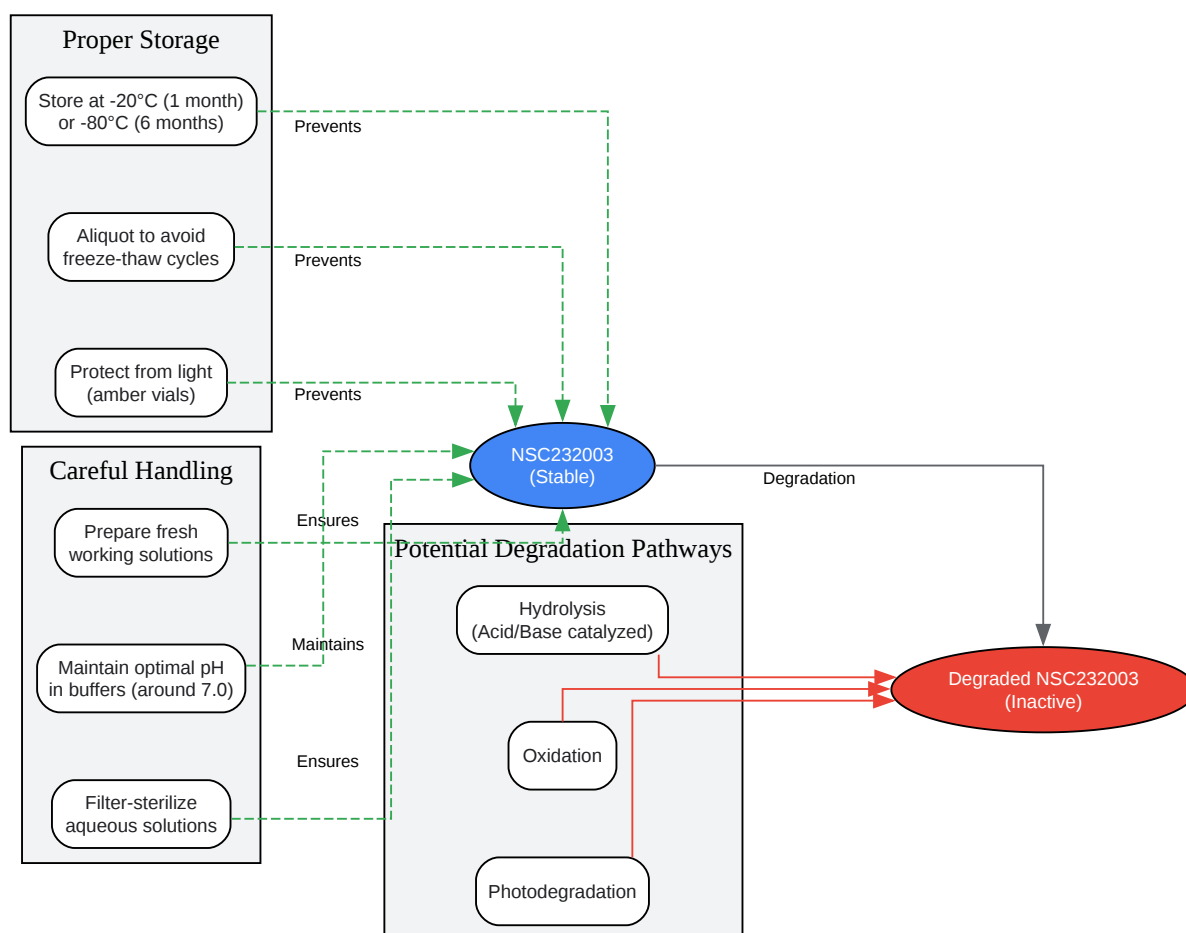 Proper Storage
Store at -20°C (1 month)
or -80°C (6 months)
Prevents
Aliquot to avoid
freeze-thaw cycles
Prevents
Protect from light
(amber vials)
Prevents
NSC232003
(Stable)
Degradation
Careful Handling
Prepare fresh
working solutions
Ensures
Maintain optimal pH
in buffers (around 7.0)
Maintains
Filter-sterilize
aqueous solutions
Ensures
Potential Degradation Pathways
Hydrolysis
(Acid/Base catalyzed)
Oxidation
Photodegradation
Degraded NSC232003
(Inactive)